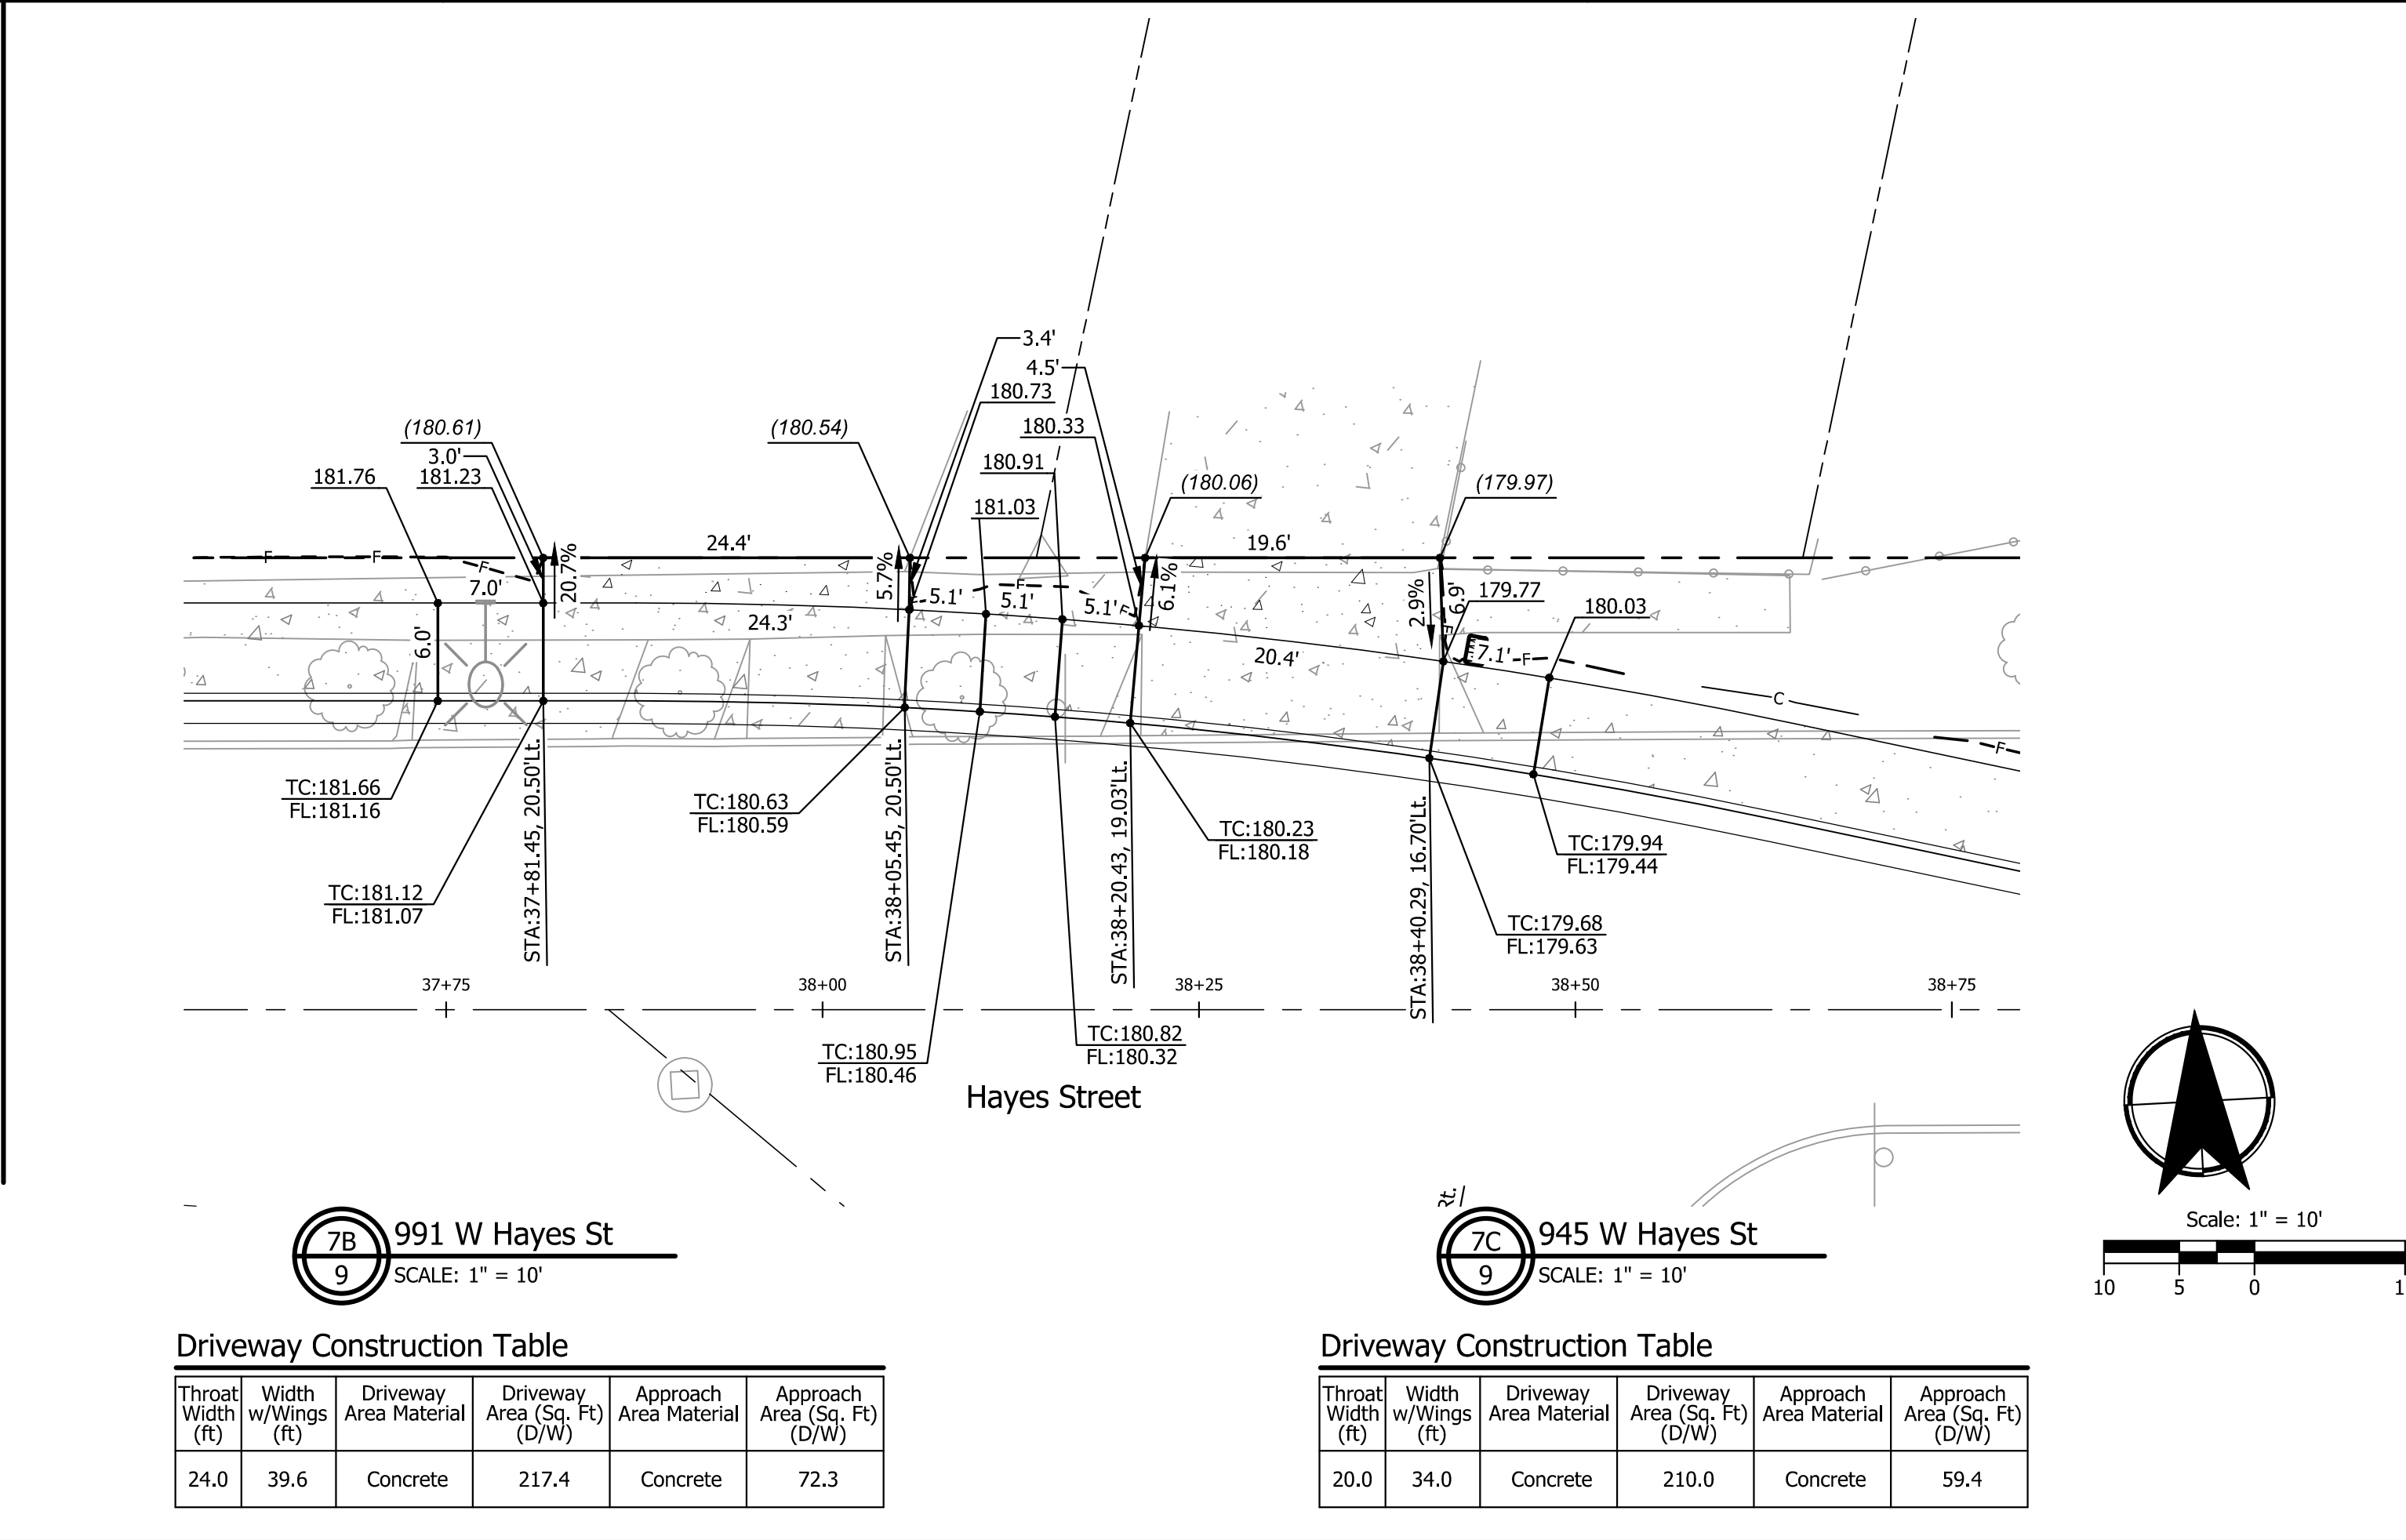 3.4'
4.5'
180.73
(180.61)
(180.54)
180.33
3.0'
180.91
181.76
181.23
(180.06)
(179.97)
181.03
24.4'
19.6'
F
F
F
7.0'
20.7%
5.7%
F
5.1'
5.1'
5.1'
F
6.1%
2.9%
6.9'
179.77
180.03
6.0'
24.3'
20.4'
F
7.1'
F
C
F
TC:181.66
FL:181.16
TC:180.63
FL:180.59
TC:180.23
FL:180.18
TC:179.94
FL:179.44
TC:181.12
FL:181.07
TC:179.68
FL:179.63
STA:37+81.45, 20.50'Lt.
STA:38+05.45, 20.50'Lt.
STA:38+20.43, 19.03'Lt.
STA:38+40.29, 16.70'Lt.
37+75
38+00
38+25
38+50
38+75
TC:180.95
FL:180.46
TC:180.82
FL:180.32
Hayes Street
Rt.
7B
9
991 W Hayes St
SCALE: 1" = 10'
7C
9
945 W Hayes St
SCALE: 1" = 10'
Scale: 1" = 10'
10 5 0 1
Driveway Construction Table
Throat Width (ft) Width w/Wings (ft) Driveway Area Material Driveway Area (Sq. Ft) (D/W) Approach Area Material Approach Area (Sq. Ft) (D/W)
24.0 39.6 Concrete 217.4 Concrete 72.3
Driveway Construction Table
Throat Width (ft) Width w/Wings (ft) Driveway Area Material Driveway Area (Sq. Ft) (D/W) Approach Area Material Approach Area (Sq. Ft) (D/W)
20.0 34.0 Concrete 210.0 Concrete 59.4